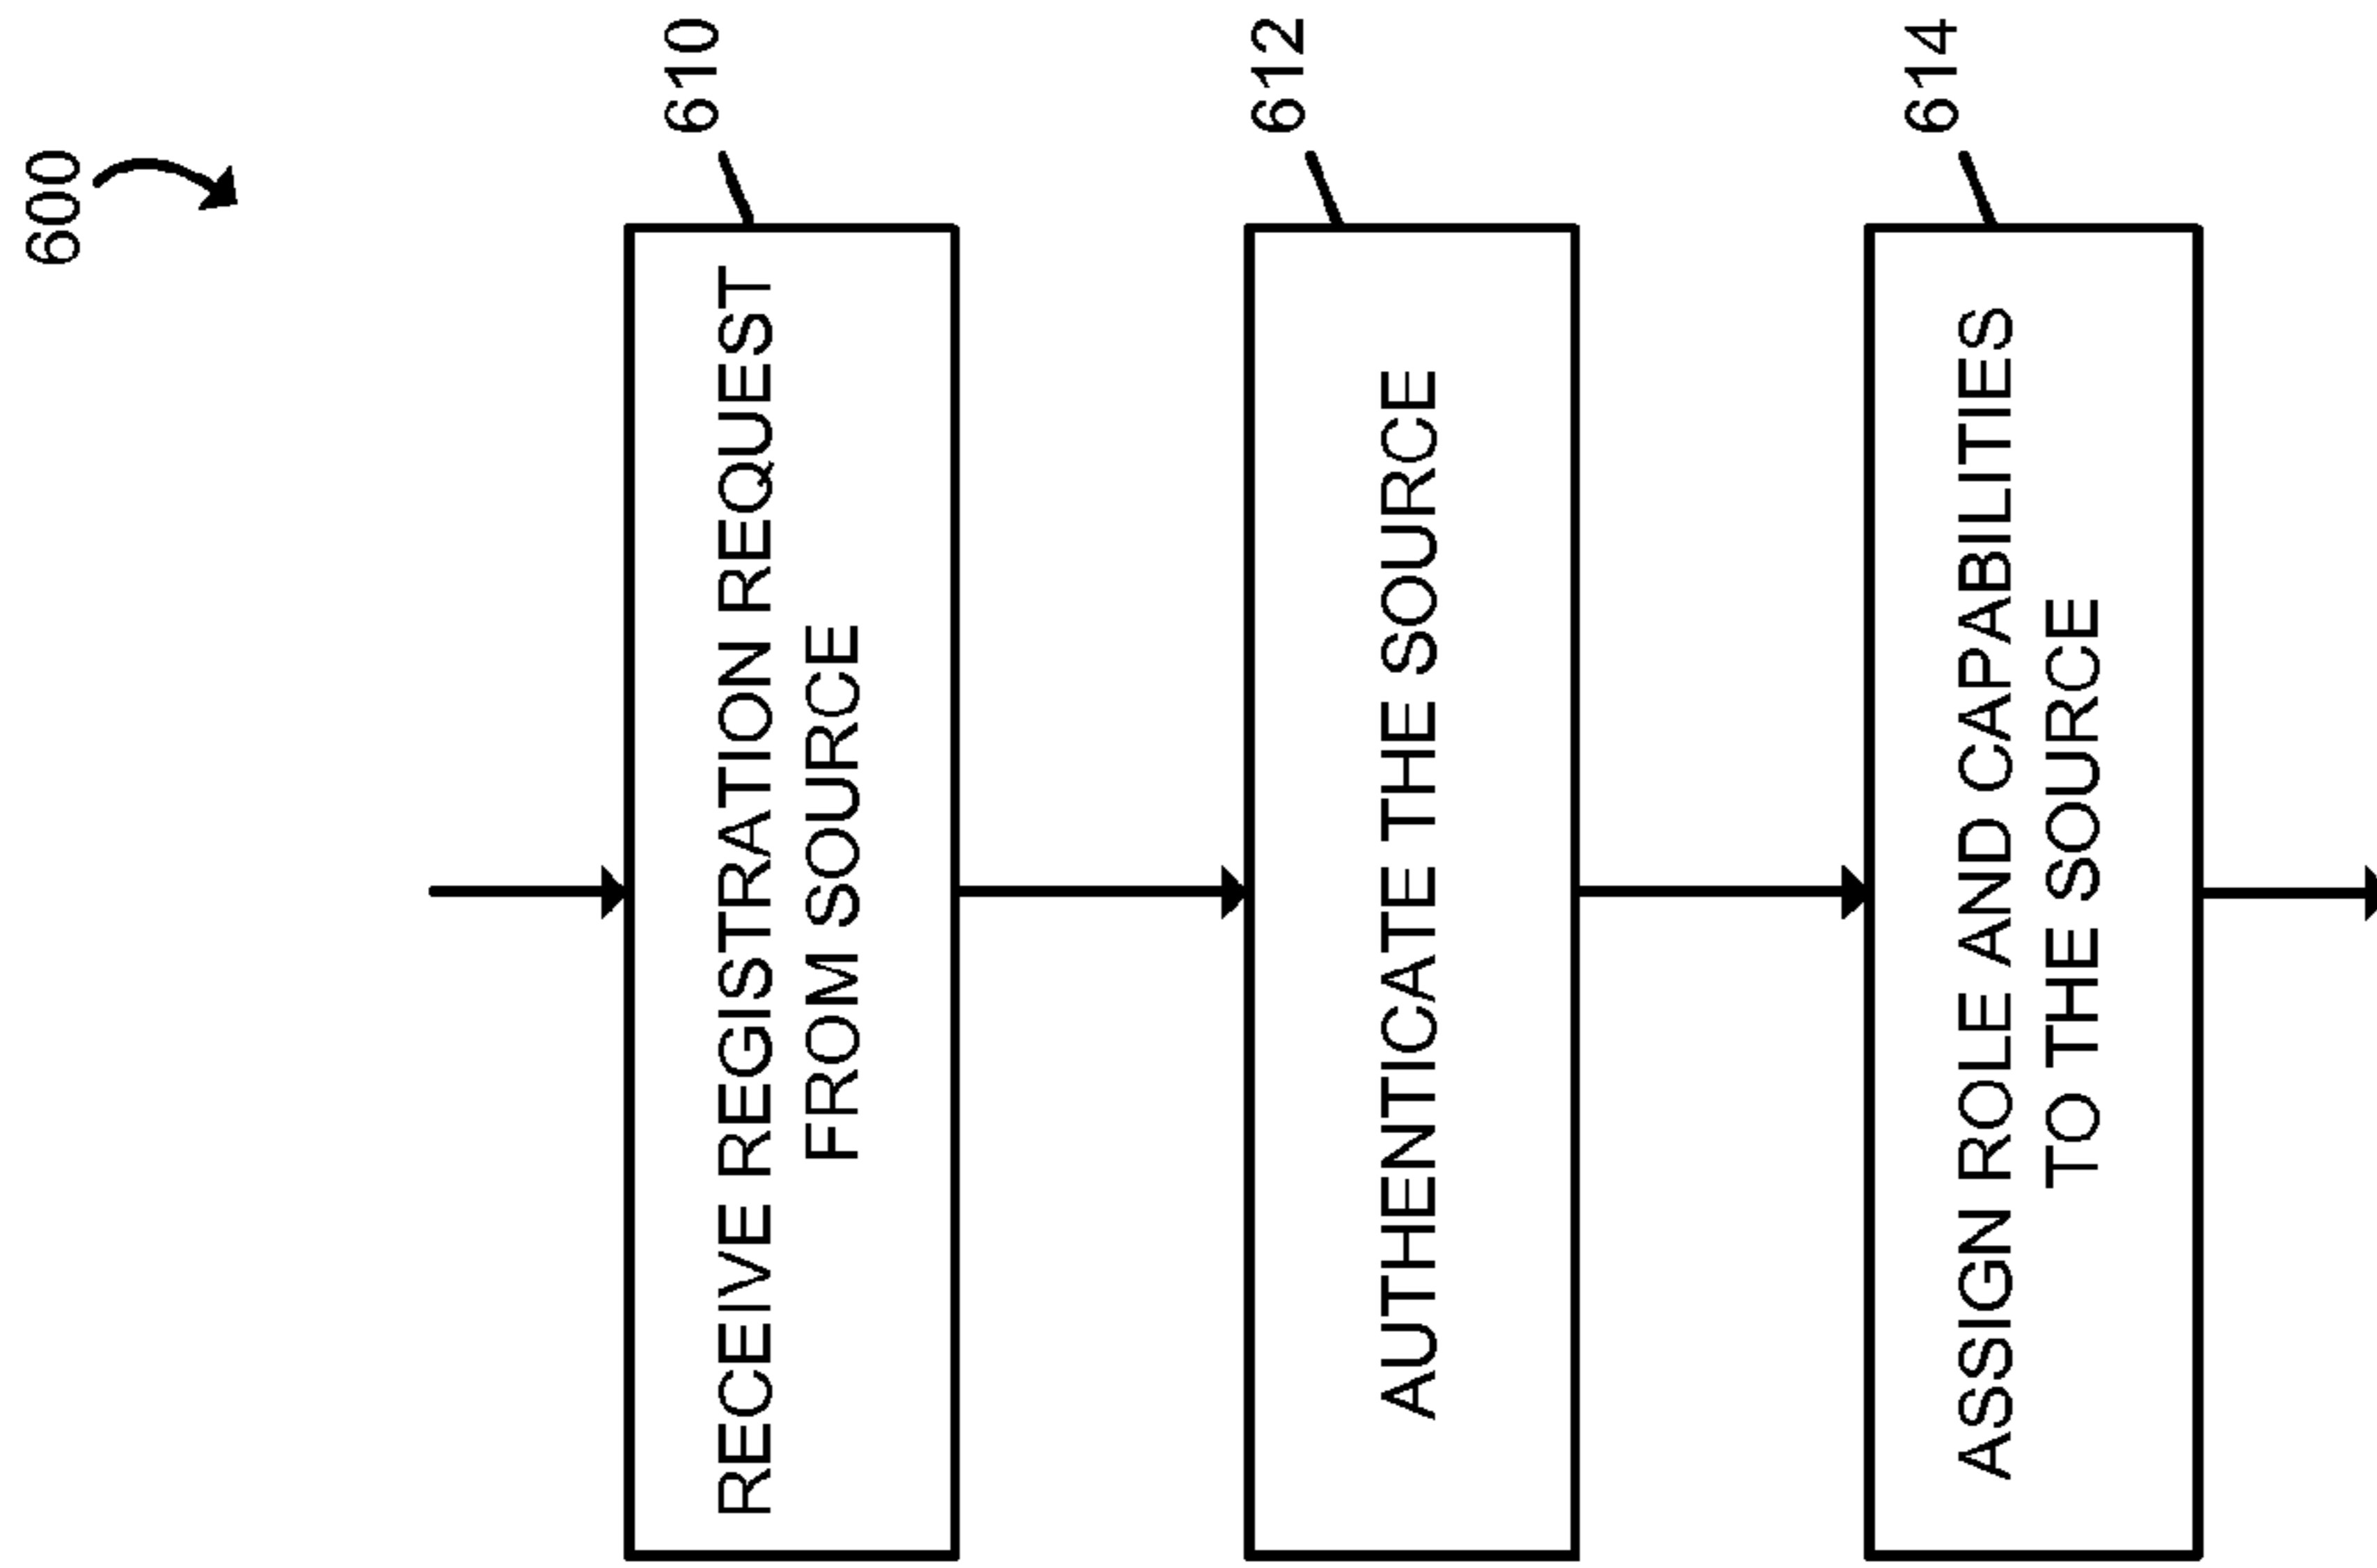 600
610
RECEIVE REGISTRATION REQUEST
FROM SOURCE
612
AUTHENTICATE THE SOURCE
614
ASSIGN ROLE AND CAPABILITIES
TO THE SOURCE